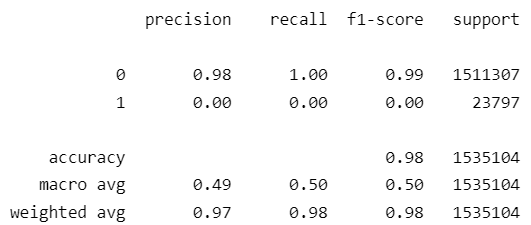 precision recall f1-score support
0 0.98 1.00 0.99 1511307
1 0.00 0.00 0.00 23797
accuracy 0.98 1535104
macro avg 0.49 0.50 0.50 1535104
weighted avg 0.97 0.98 0.98 1535104